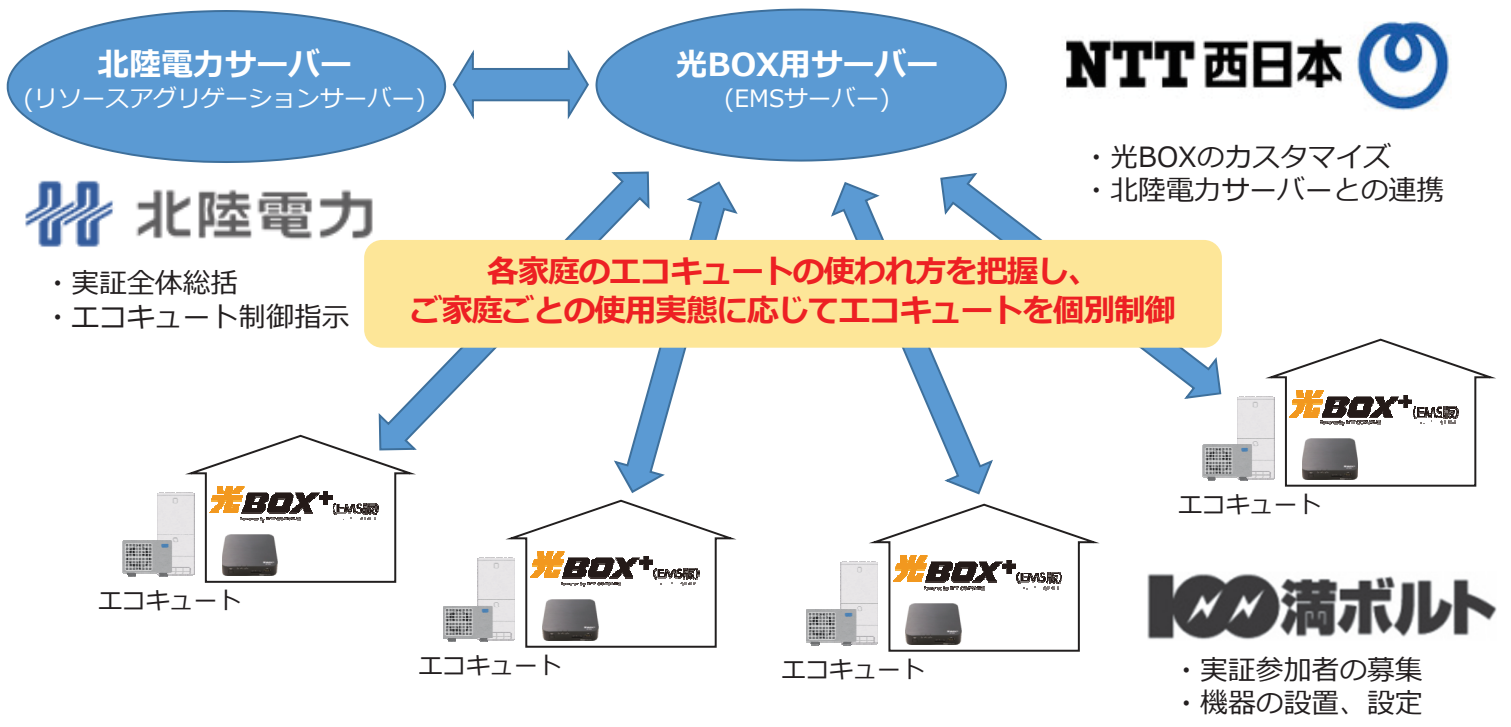 北陸電力サーバー
(リソースアグリゲーションサーバー)
光BOX用サーバー
(EMSサーバー)
NTT西日本
・光BOXのカスタマイズ
・北陸電力サーバーとの連携
北陸電力
・実証全体総括
・エコキュート制御指示
各家庭のエコキュートの使われ方を把握し、
ご家庭ごとの使用実態に応じてエコキュートを個別制御
光BOX+(EMS版)
エコキュート
光BOX+(EMS版)
エコキュート
光BOX+(EMS版)
エコキュート
光BOX+(EMS版)
エコキュート
100満ボルト
・実証参加者の募集
・機器の設置、設定